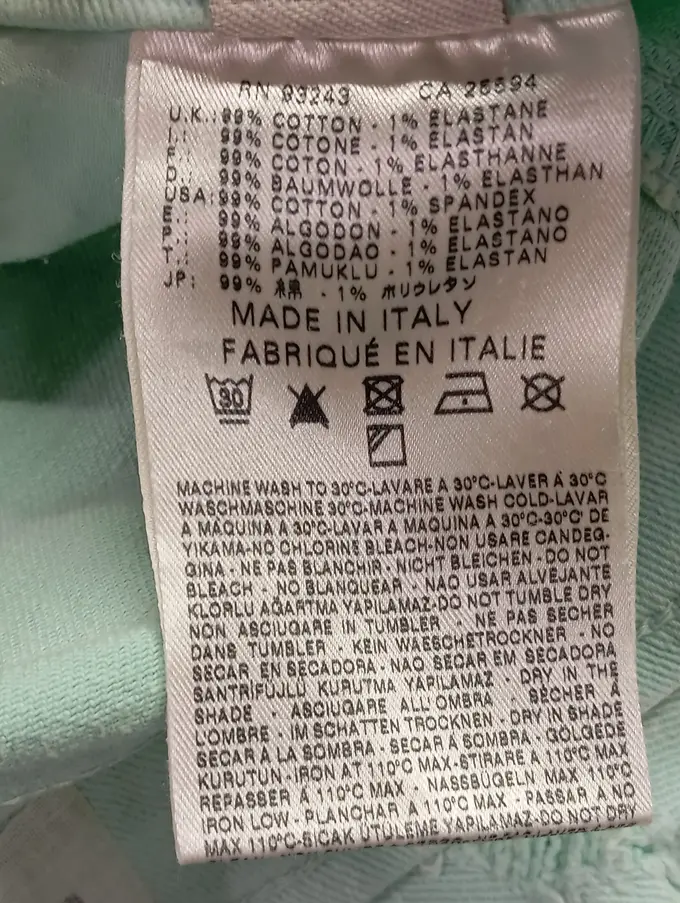 RN 93243 CA 26594
U.K.: 99% COTTON - 1% ELASTANE
I.: 99% COTONE - 1% ELASTAN
F.: 99% COTON - 1% ELASTHANNE
D.: 99% BAUMWOLLE - 1% ELASTHAN
USA: 99% COTTON - 1% SPANDEX
E.: 99% ALGODON - 1% ELASTANO
P.: 99% ALGODAO - 1% ELASTANO
T.: 99% PAMUKLU - 1% ELASTAN
JP: 99% 綿 - 1% ポリウレタン
MADE IN ITALY
FABRIQUÉ EN ITALIE
30
MACHINE WASH TO 30°C-LAVARE A 30°C-LAVER À 30°C
WASCHMASCHINE 30°C-MACHINE WASH COLD-LAVAR
A MÁQUINA A 30°C-LAVAR A MAQUINA A 30°C-30°C' DE
YIKAMA-NO CHLORINE BLEACH-NON USARE CANDEG-
GINA - NE PAS BLANCHIR - NICHT BLEICHEN - DO NOT
BLEACH - NO BLANQUEAR - NAO USAR ALVEJANTE
KLORLU AĞARTMA YAPILAMAZ-DO NOT TUMBLE DRY
NON ASCIUGARE IN TUMBLER - NE PAS SECHER
DANS TUMBLER - KEIN WAESCHETROCKNER - NO
SECAR EN SECADORA - NAO SECAR EM SECADORA
SANTRİFUJLÜ KURUTMA YAPILAMAZ - DRY IN THE
SHADE - ASCIUGARE ALL'OMBRA - SECHER À
L'OMBRE - IM SCHATTEN TROCKNEN - DRY IN SHADE
SECAR A LA SOMBRA - SECAR Á SOMBRA - GÖLGEDE
KURUTUN-IRON AT 110°C MAX-STIRARE A 110°C MAX
REPASSER À 110°C MAX - NASSBÜGELN MAX 110°C
IRON LOW - PLANCHAR A 110°C MAX - PASSAR A NO
MAX 110°C-SICAK ÜTÜLEME YAPILAMAZ-DO NOT DRY